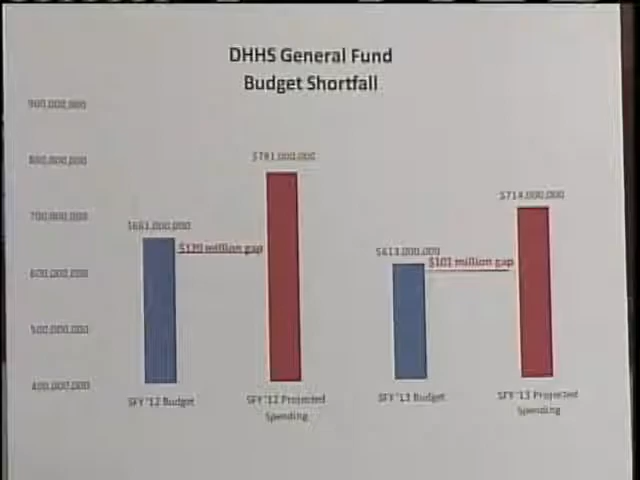 DHHS General Fund
Budget Shortfall
900,000,000
800,000,000
700,000,000
600,000,000
500,000,000
400,000,000
$781,000,000
$714,000,000
$661,000,000
$613,000,000
$120 million gap
$101 million gap
SFY '12 Budget
SFY '12 Projected
Spending
SFY '13 Budget
SFY '13 Projected
Spending